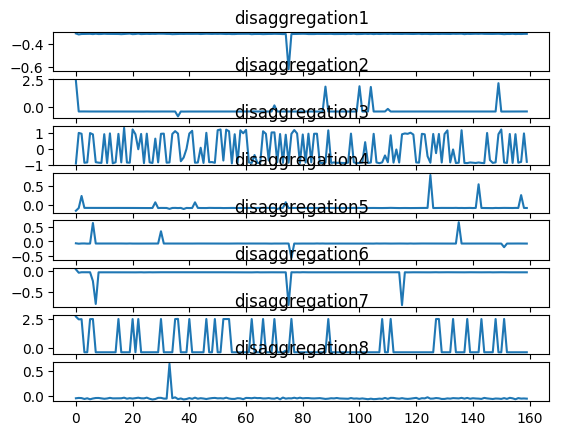 disaggregation1
−0.4
−0.6
disaggregation2
2.5
0.0
disaggregation3
1
0
−1
disaggregation4
0.5
0.0
disaggregation5
0.5
0.0
−0.5
disaggregation6
0.0
−0.5
disaggregation7
2.5
0.0
disaggregation8
0.5
0.0
0 20 40 60 80 100 120 140 160